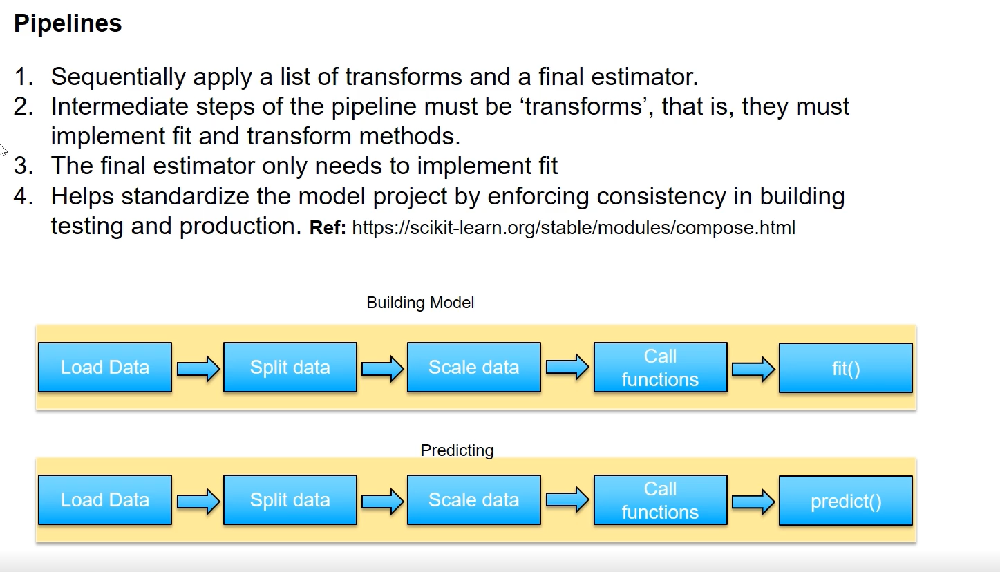 Pipelines
1. Sequentially apply a list of transforms and a final estimator.
2. Intermediate steps of the pipeline must be ‘transforms’, that is, they must
implement fit and transform methods.
3. The final estimator only needs to implement fit
4. Helps standardize the model project by enforcing consistency in building
testing and production. Ref: https://scikit-learn.org/stable/modules/compose.html
Building Model
Load Data
Split data
Scale data
Call
functions
fit()
Predicting
Load Data
Split data
Scale data
Call
functions
predict()